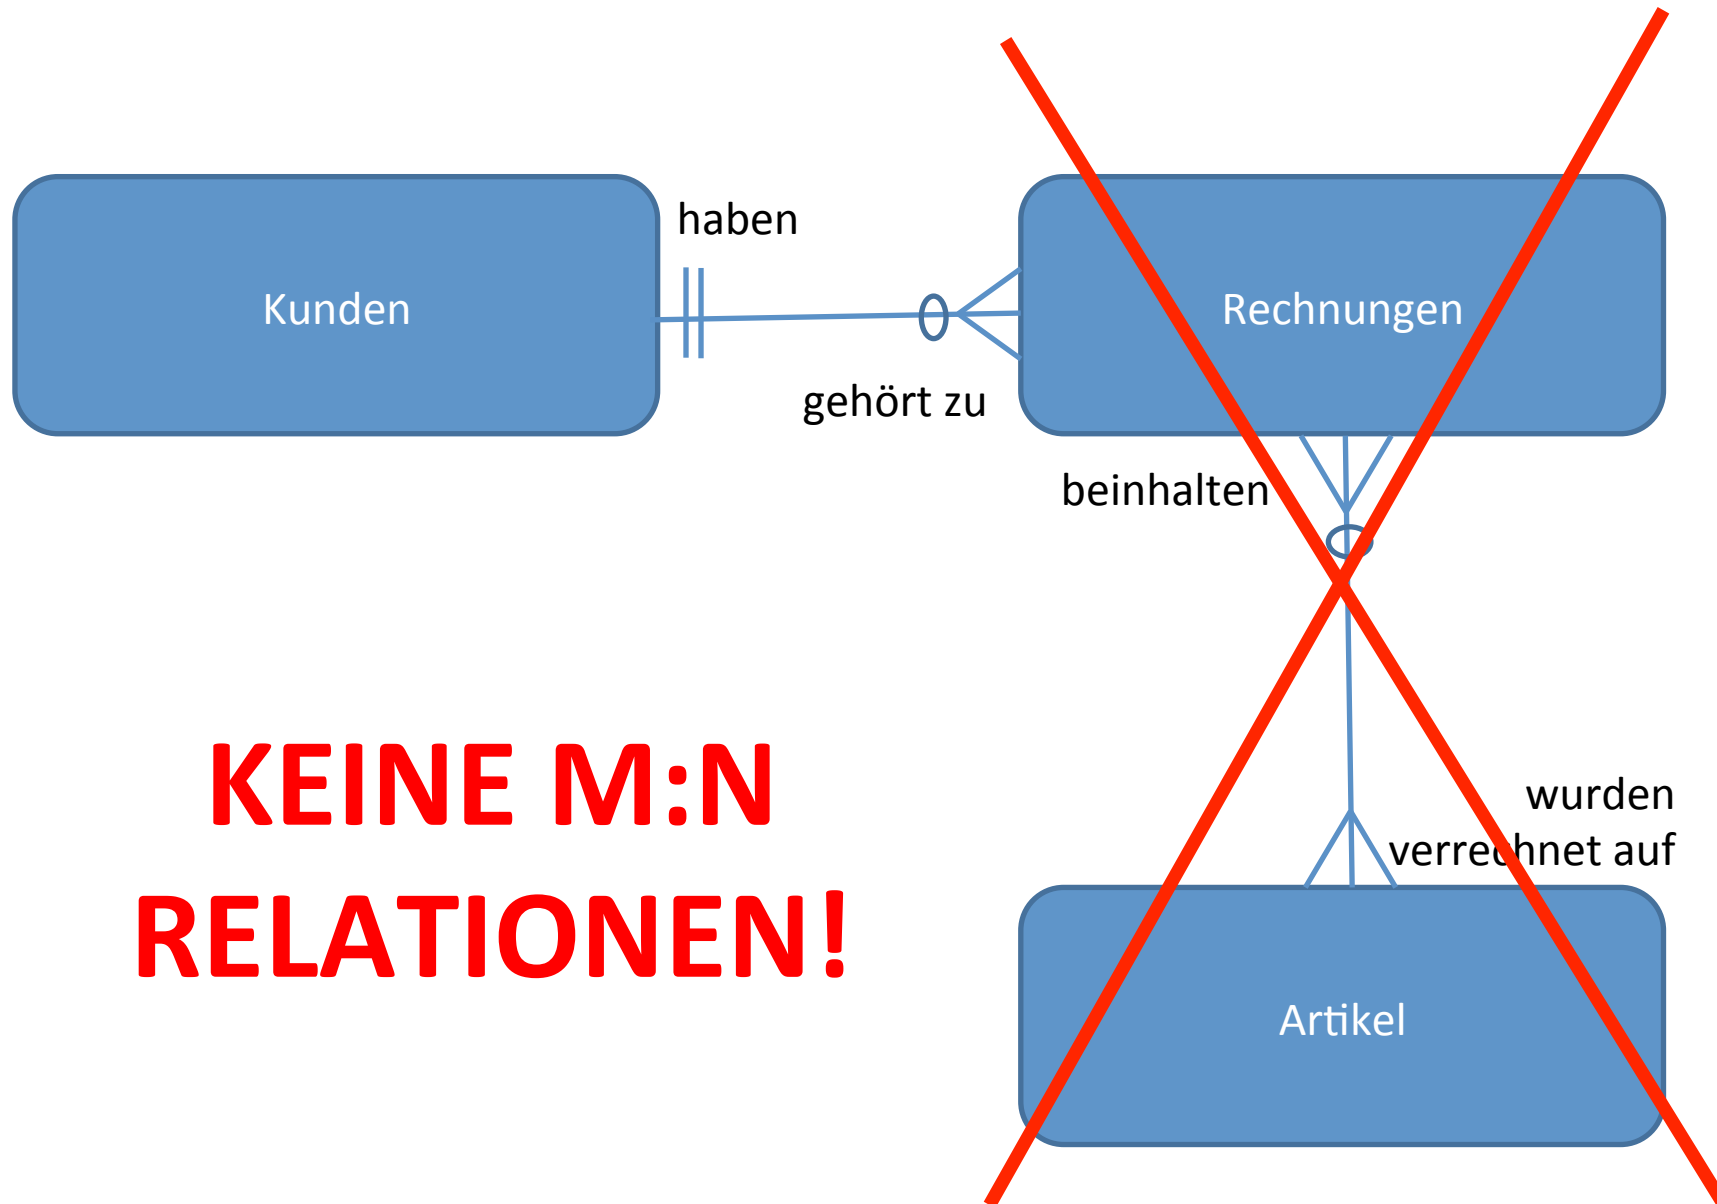 haben
Kunden
Rechnungen
gehört zu
beinhalten
KEINE M:N
RELATIONEN!
wurden
verrechnet auf
Artikel